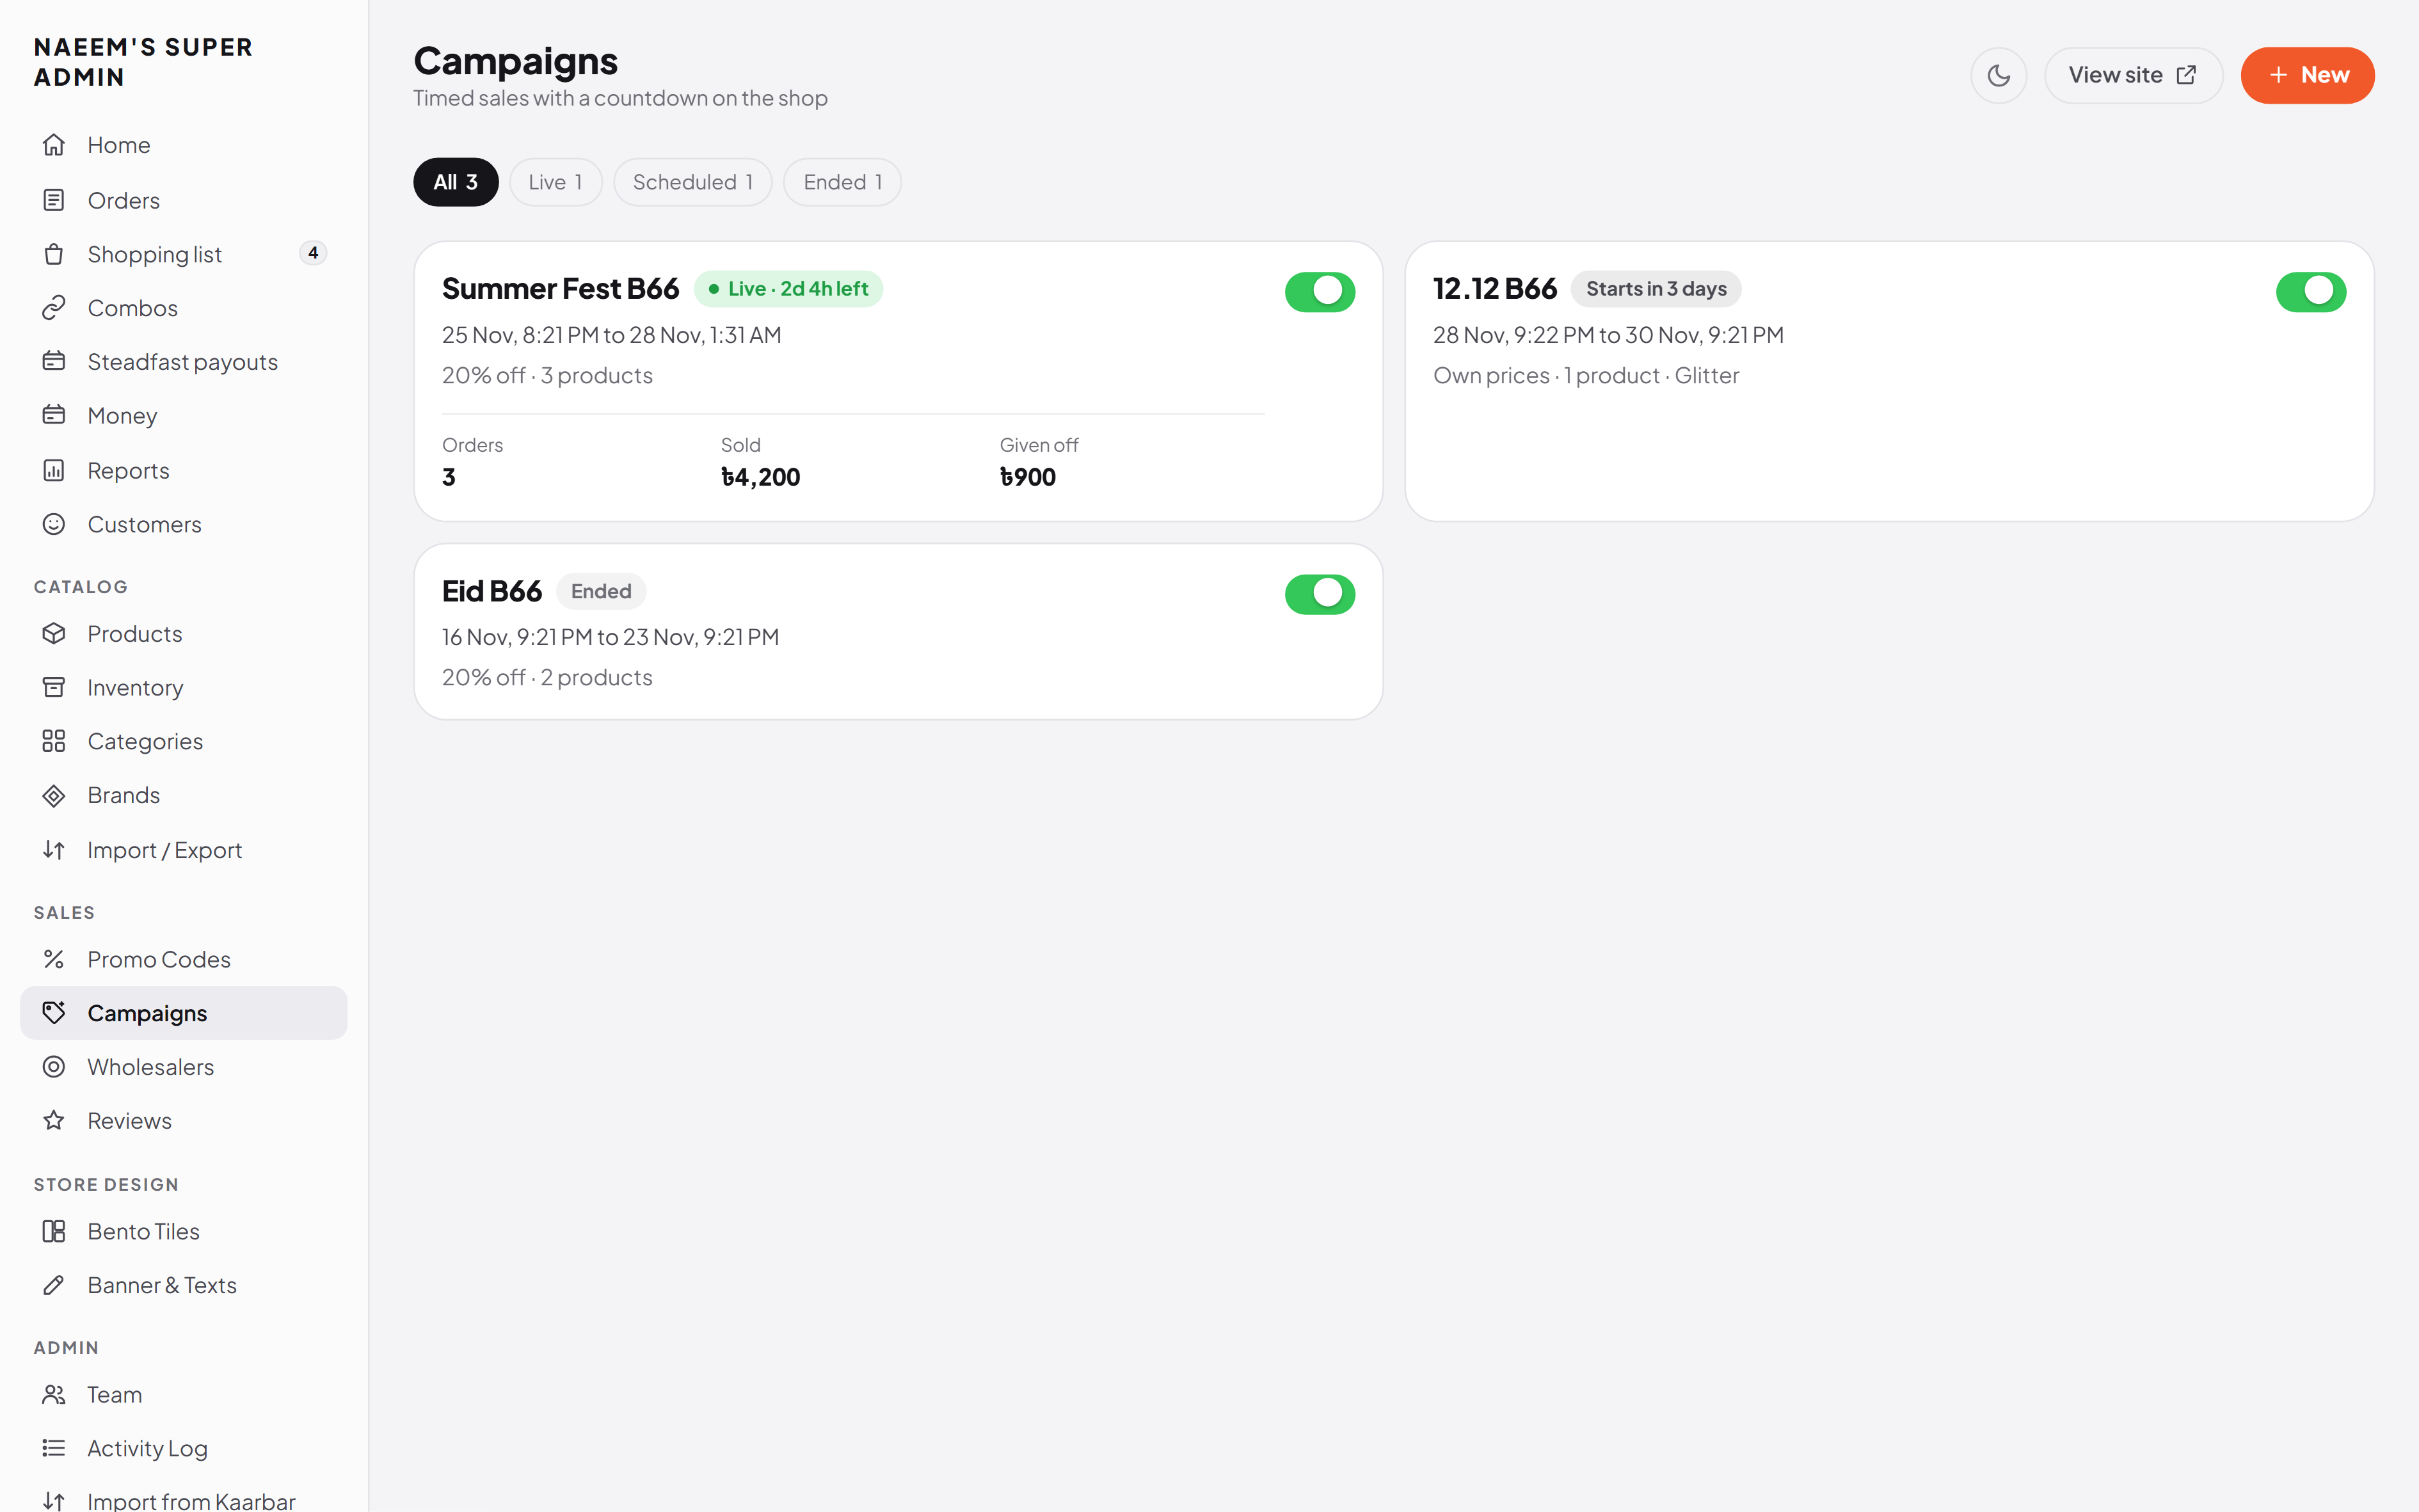 NAEEM'S SUPER
ADMIN
Home
Orders
Shopping list 4
Combos
Steadfast payouts
Money
Reports
Customers
CATALOG
Products
Inventory
Categories
Brands
Import / Export
SALES
Promo Codes
Campaigns
Wholesalers
Reviews
STORE DESIGN
Bento Tiles
Banner & Texts
ADMIN
Team
Activity Log
Import from Kaarbar
Campaigns
Timed sales with a countdown on the shop
View site
+ New
All 3 Live 1 Scheduled 1 Ended 1
Summer Fest B66 Live · 2d 4h left
25 Nov, 8:21 PM to 28 Nov, 1:31 AM
20% off · 3 products
Orders Sold Given off
3 ৳4,200 ৳900
12.12 B66 Starts in 3 days
28 Nov, 9:22 PM to 30 Nov, 9:21 PM
Own prices · 1 product · Glitter
Eid B66 Ended
16 Nov, 9:21 PM to 23 Nov, 9:21 PM
20% off · 2 products